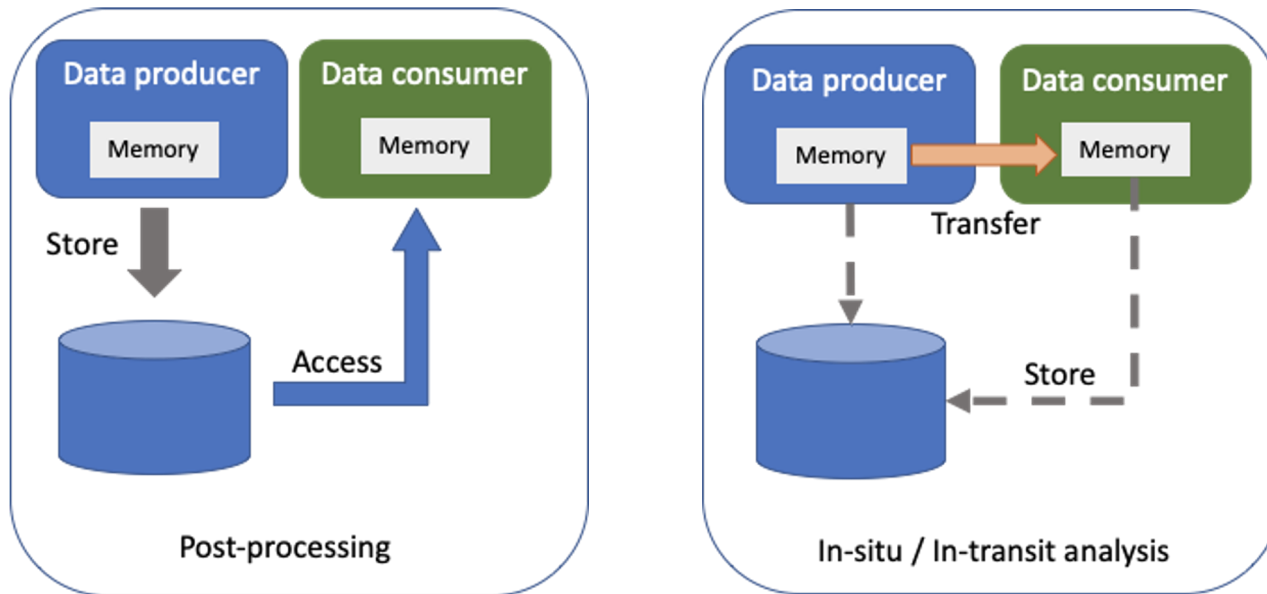 Data producer
Data consumer
Memory
Memory
Store
Access
Post-processing
Data producer
Data consumer
Memory
Memory
Transfer
Store
In-situ / In-transit analysis